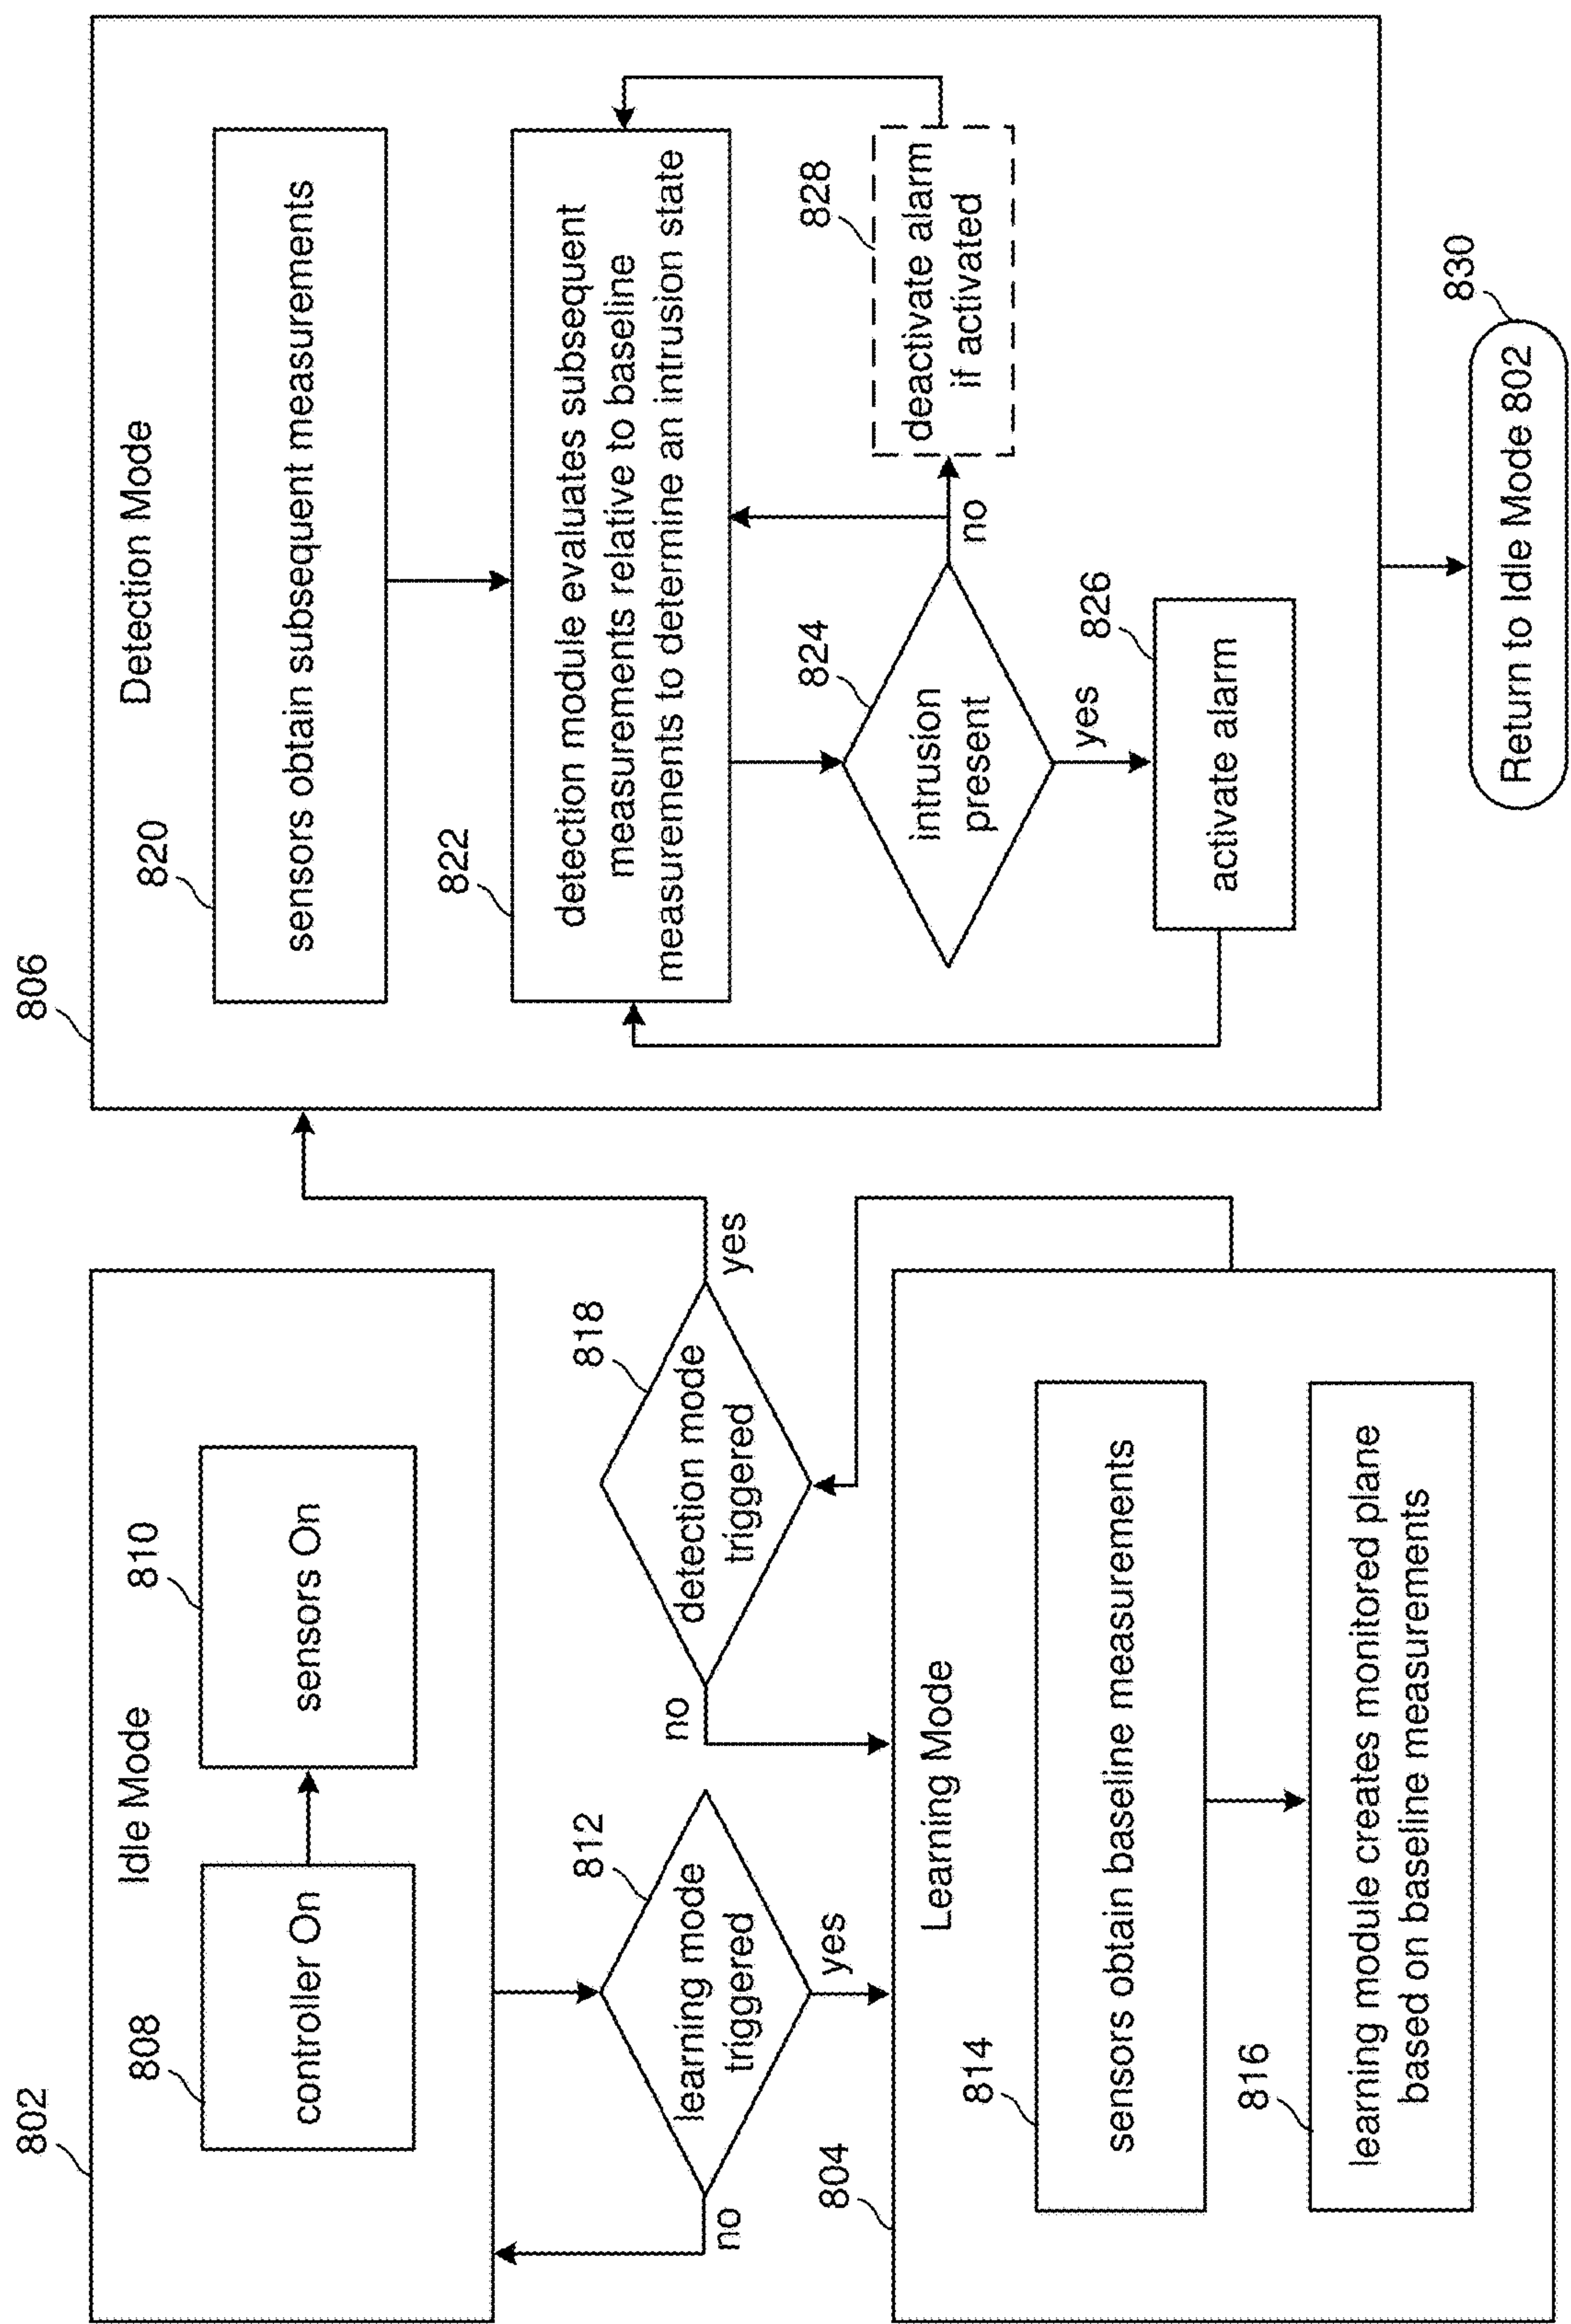 802
Idle Mode
808
controller On
810
sensors On
812
learning mode
triggered
no
yes
818
detection mode
triggered
no
yes
804
Learning Mode
814
sensors obtain baseline measurements
816
learning module creates monitored plane
based on baseline measurements
806
Detection Mode
820
sensors obtain subsequent measurements
822
detection module evaluates subsequent
measurements relative to baseline
measurements to determine an intrusion state
824
intrusion
present
no
yes
828
deactivate alarm
if activated
826
activate alarm
830
Return to Idle Mode 802